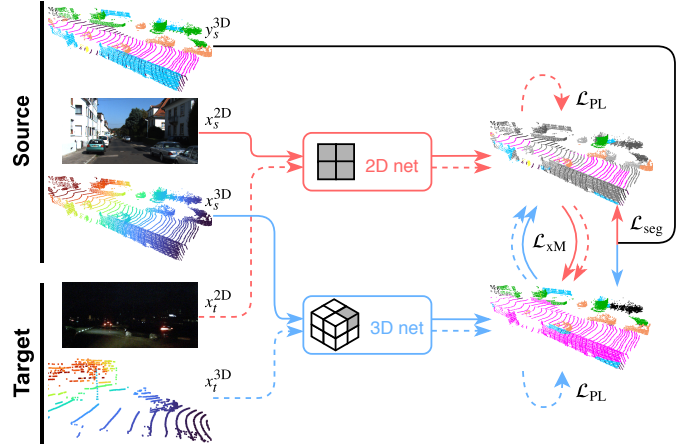 Source
Target
y_s^{3D}
x_s^{2D}
x_s^{3D}
x_t^{2D}
x_t^{3D}
2D net
3D net
ℒ_PL
ℒ_xM
ℒ_seg
ℒ_PL